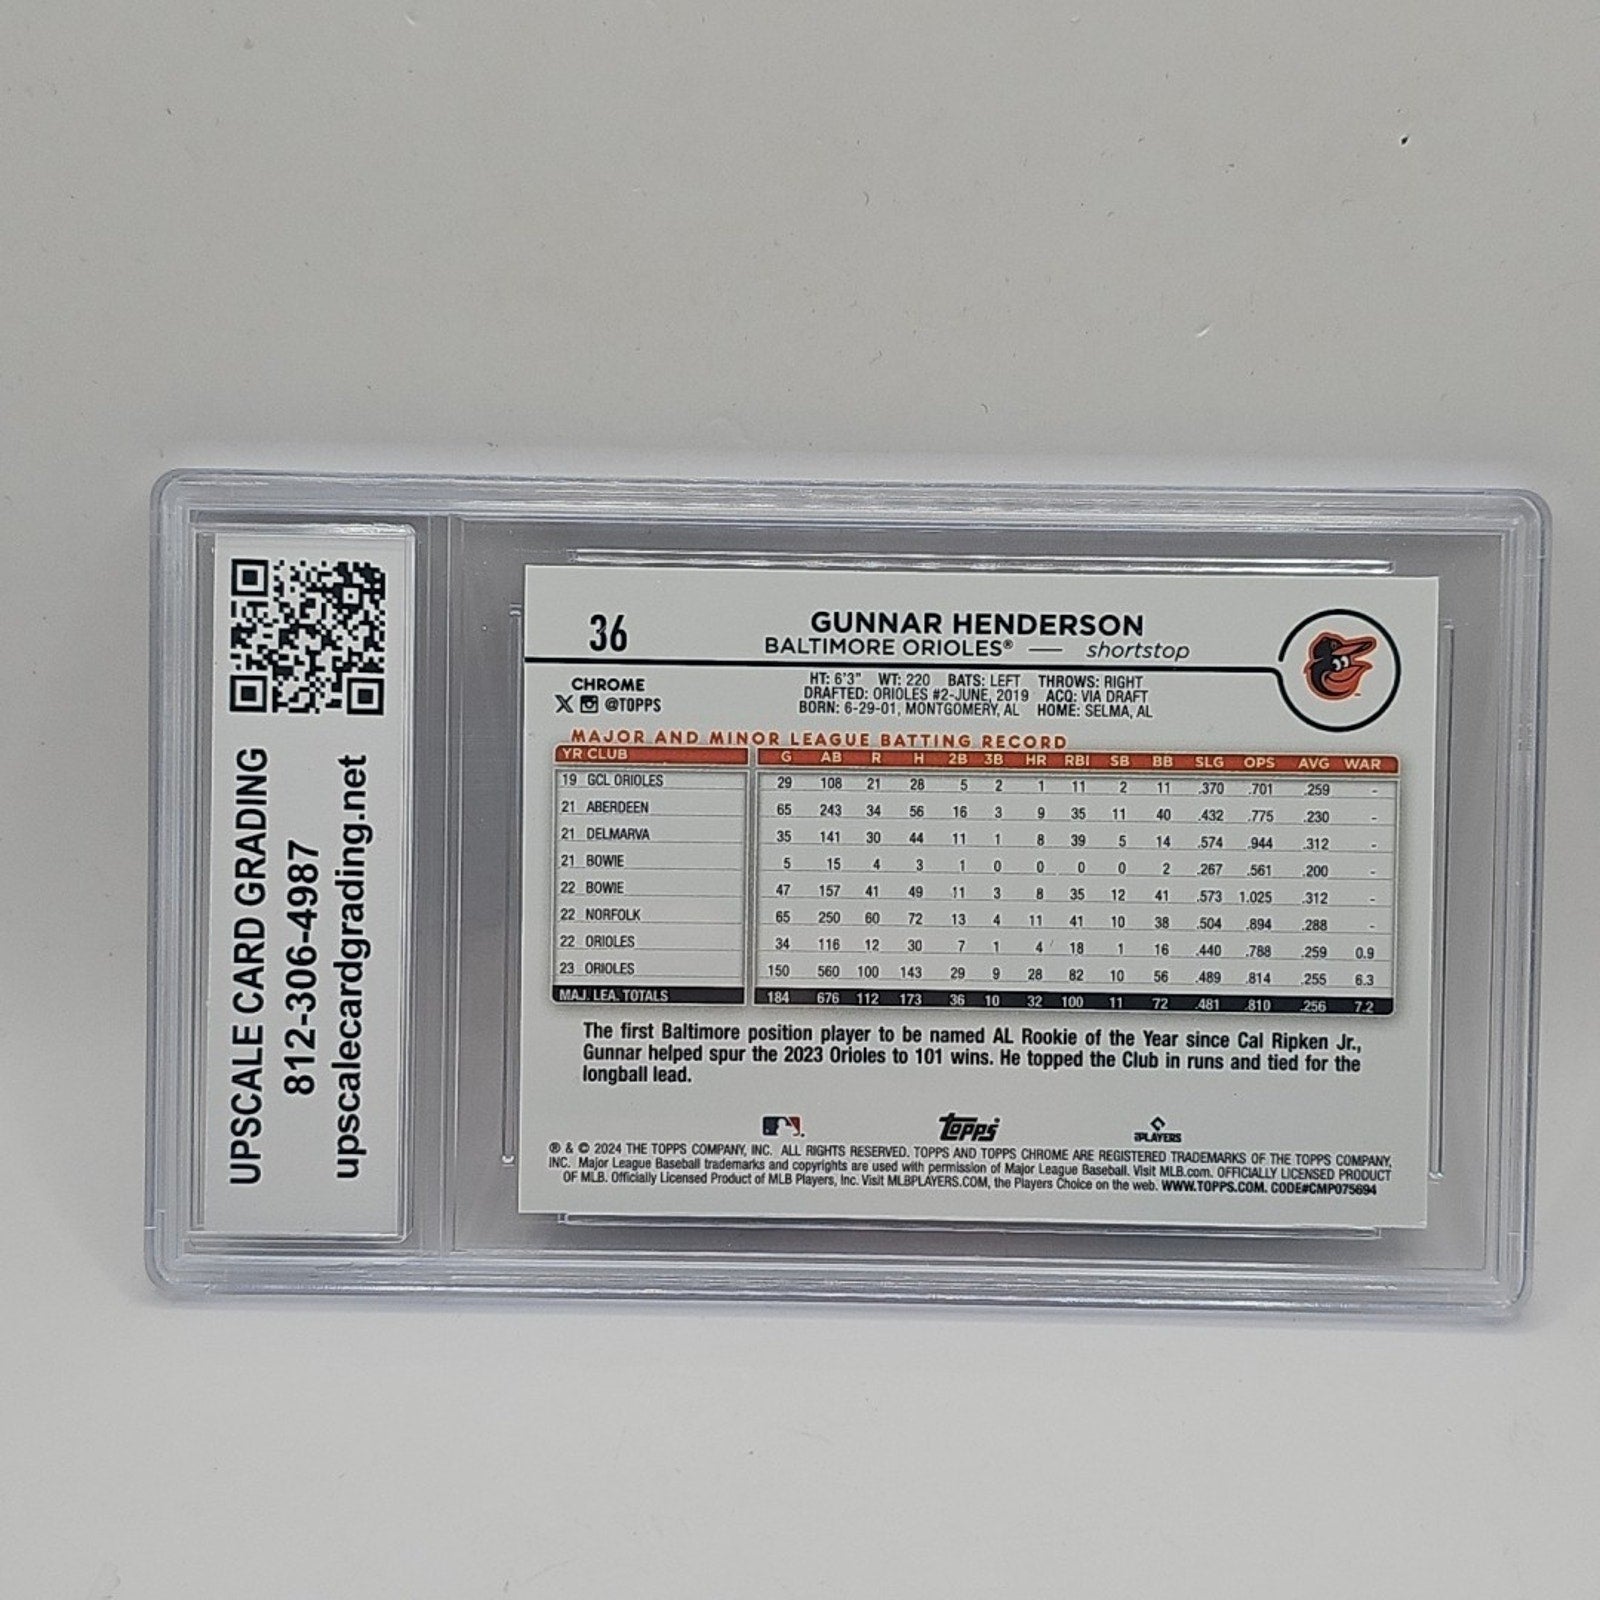 UPSCALE CARD GRADING
812-306-4987
upscalecardgrading.net
36
GUNNAR HENDERSON
BALTIMORE ORIOLES® — shortstop
CHROME
X @TOPPS
HT: 6'3" WT: 220 BATS: LEFT THROWS: RIGHT
DRAFTED: ORIOLES #2-JUNE, 2019 ACQ: VIA DRAFT
BORN: 6-29-01, MONTGOMERY, AL HOME: SELMA, AL
MAJOR AND MINOR LEAGUE BATTING RECORD
YR CLUB G AB R H 2B 3B HR RBI SB BB SLG OPS AVG WAR
19 GCL ORIOLES 29 108 21 28 5 2 1 11 2 11 .370 .701 .259 -
21 ABERDEEN 65 243 34 56 16 3 9 35 11 40 .432 .775 .230 -
21 DELMARVA 35 141 30 44 11 1 8 39 5 14 .574 .944 .312 -
21 BOWIE 5 15 4 3 1 0 0 0 0 2 .267 .561 .200 -
22 BOWIE 47 157 41 49 11 3 8 35 12 41 .573 1.025 .312 -
22 NORFOLK 65 250 60 72 13 4 11 41 10 38 .504 .894 .288 -
22 ORIOLES 34 116 12 30 7 1 4 18 1 16 .440 .788 .259 0.9
23 ORIOLES 150 560 100 143 29 9 28 82 10 56 .489 .814 .255 6.3
MAJ. LEA. TOTALS 184 676 112 173 36 10 32 100 11 72 .481 .810 .256 7.2
The first Baltimore position player to be named AL Rookie of the Year since Cal Ripken Jr.,
Gunnar helped spur the 2023 Orioles to 101 wins. He topped the Club in runs and tied for the
longball lead.
topps
PLAYERS
® & © 2024 THE TOPPS COMPANY, INC. ALL RIGHTS RESERVED. TOPPS AND TOPPS CHROME ARE REGISTERED TRADEMARKS OF THE TOPPS COMPANY,
INC. Major League Baseball trademarks and copyrights are used with permission of Major League Baseball. Visit MLB.com. OFFICIALLY LICENSED PRODUCT
OF MLB. Officially Licensed Product of MLB Players, Inc. Visit MLBPLAYERS.COM, the Players Choice on the web. WWW.TOPPS.COM. CODE#CMP075694